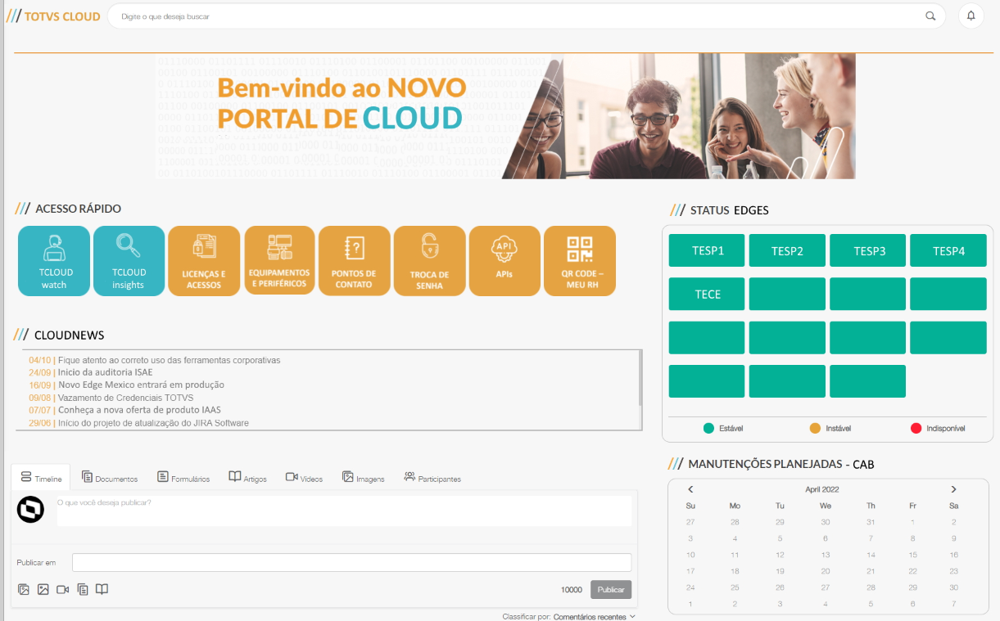 TOTVS CLOUD
Digite o que deseja buscar
Bem-vindo ao NOVO
PORTAL DE CLOUD
ACESSO RÁPIDO
TCLOUD
watch
TCLOUD
insights
LICENÇAS E
ACESSOS
EQUIPAMENTOS
E PERIFÉRICOS
PONTOS DE
CONTATO
TROCA DE
SENHA
API
APIs
QR CODE –
MEU RH
STATUS EDGES
TESP1 TESP2 TESP3 TESP4
TECE
Estável Instável Indisponível
CLOUDNEWS
04/10 | Fique atento ao correto uso das ferramentas corporativas
24/09 | Inicio da auditoria ISAE
16/09 | Novo Edge Mexico entrará em produção
09/08 | Vazamento de Credenciais TOTVS
07/07 | Conheça a nova oferta de produto IAAS
29/06 | Início do projeto de atualização do JIRA Software
Timeline Documentos Formulários Artigos Vídeos Imagens Participantes
O que você deseja publicar?
Publicar em
10000 Publicar
Classificar por: Comentários recentes
MANUTENÇÕES PLANEJADAS - CAB
April 2022
Su Mo Tu We Th Fr Sa
27 28 29 30 31 1 2
3 4 5 6 7 8 9
10 11 12 13 14 15 16
17 18 19 20 21 22 23
24 25 26 27 28 29 30
1 2 3 4 5 6 7